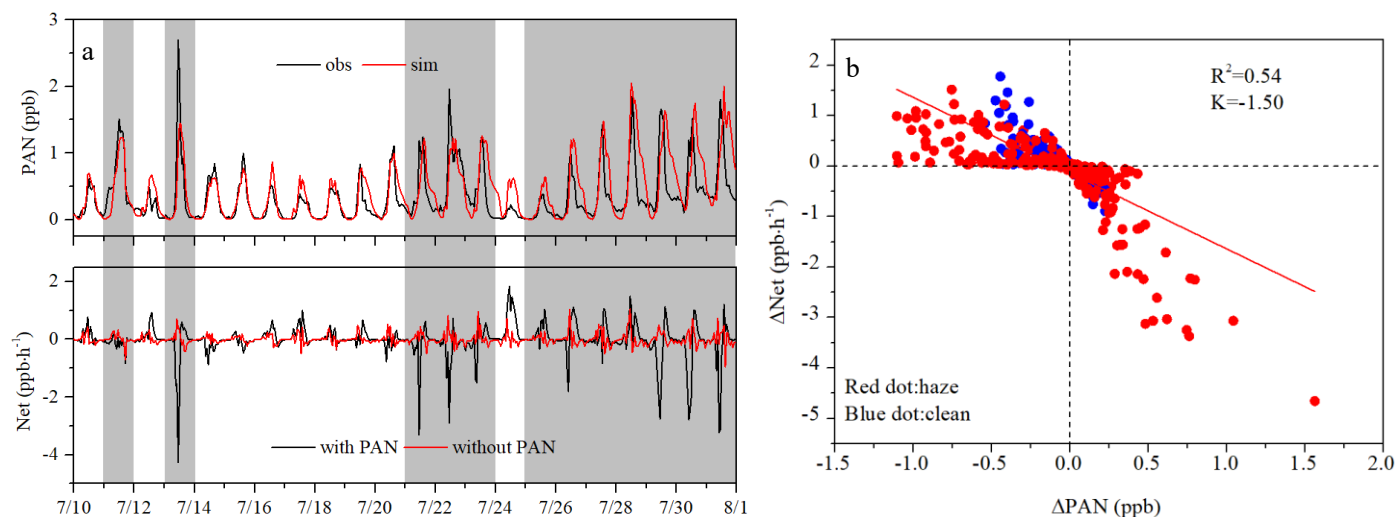 a
obs
sim
PAN (ppb)
3
2
1
0
Net (ppb·h⁻¹)
2
0
-2
-4
with PAN
without PAN
7/10
7/12
7/14
7/16
7/18
7/20
7/22
7/24
7/26
7/28
7/30
8/1
b
R²=0.54
K=-1.50
ΔNet (ppb·h⁻¹)
2
1
0
-1
-2
-3
-4
-5
Red dot:haze
Blue dot:clean
-1.5
-1.0
-0.5
0.0
0.5
1.0
1.5
2.0
ΔPAN (ppb)